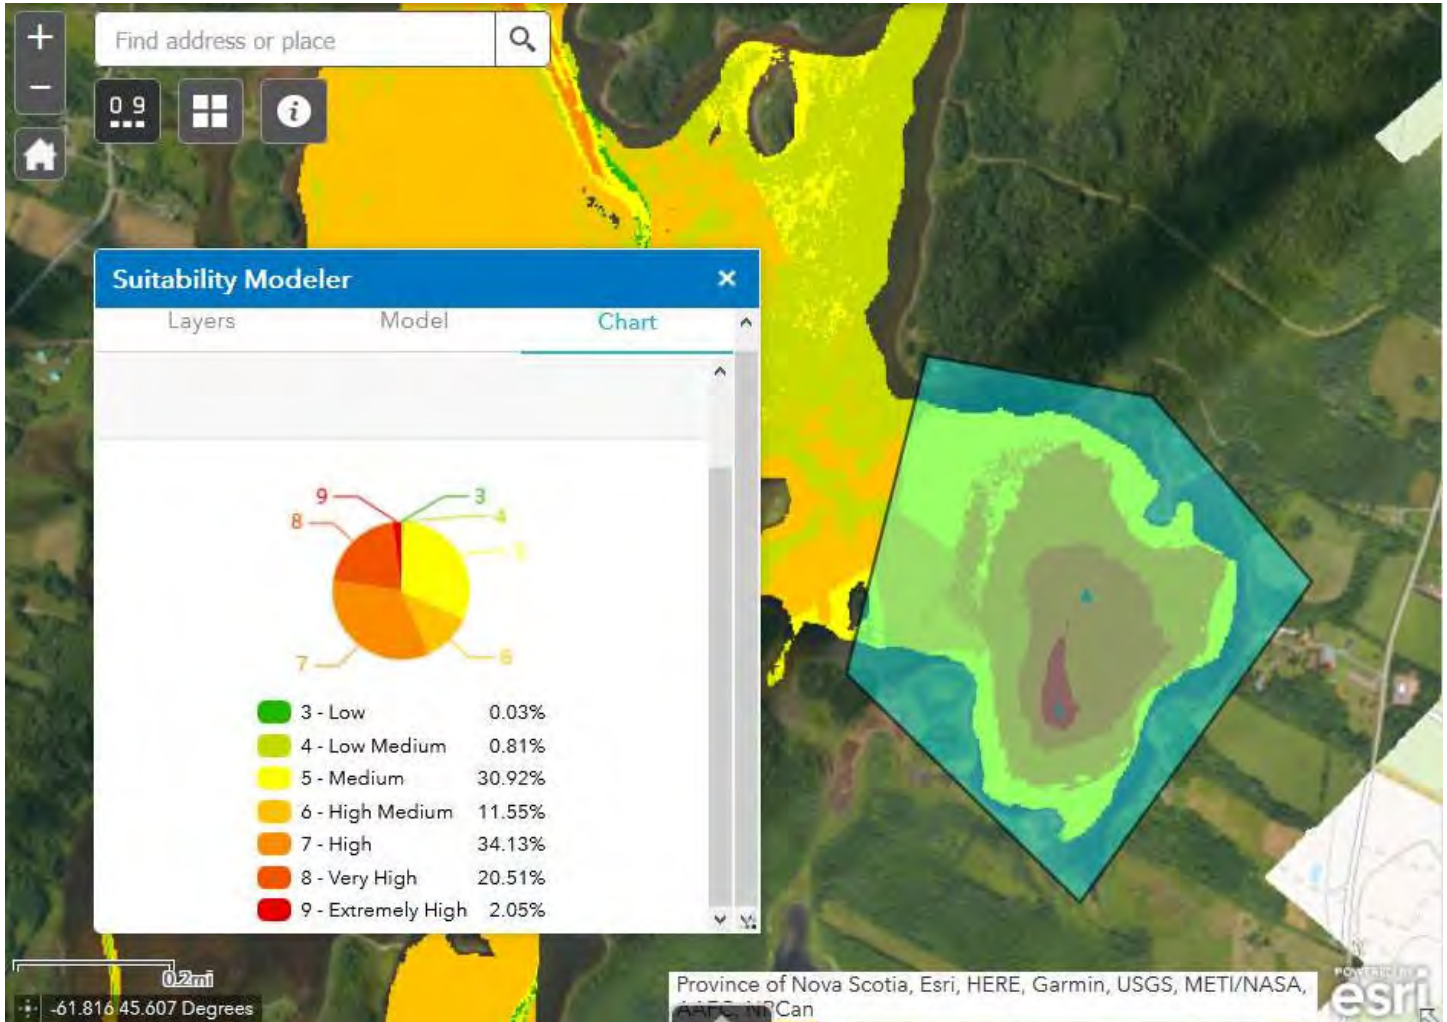 +
Find address or place
−
0 9
i
Suitability Modeler ×
Layers Model Chart
9 3
8 4
5
7 6
3 - Low 0.03%
4 - Low Medium 0.81%
5 - Medium 30.92%
6 - High Medium 11.55%
7 - High 34.13%
8 - Very High 20.51%
9 - Extremely High 2.05%
0.2mi
-61.816 45.607 Degrees
Province of Nova Scotia, Esri, HERE, Garmin, USGS, METI/NASA,
AAFC, NRCan
POWERED BY
esri